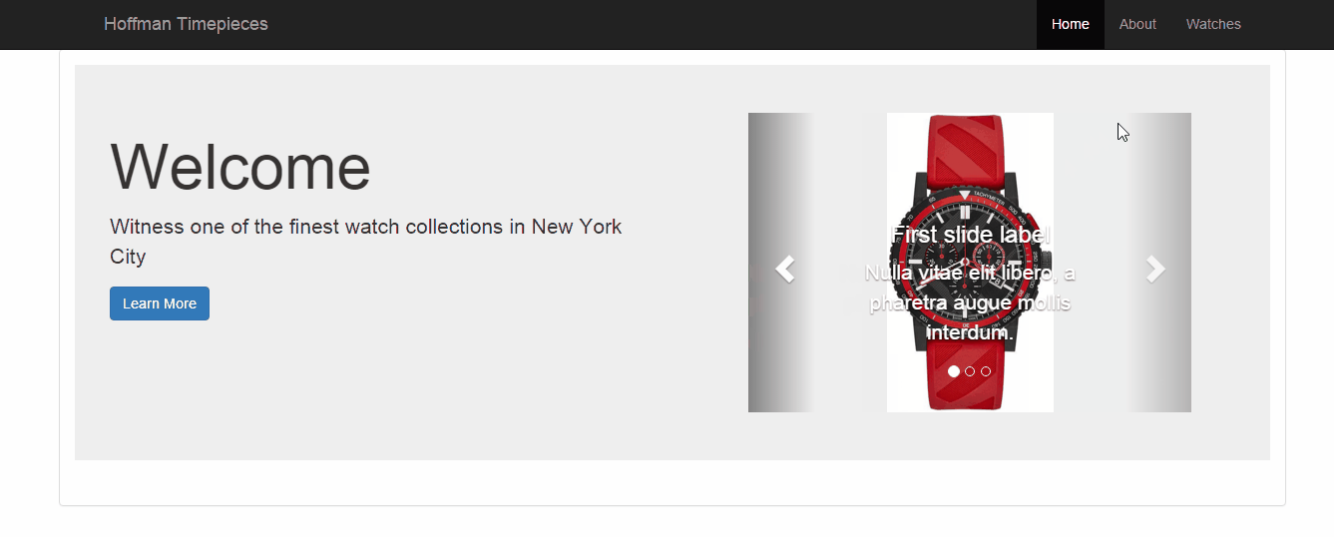 Hoffman Timepieces
Home About Watches
Welcome
Witness one of the finest watch collections in New York
City
Learn More
TACHYMETER
First slide label
Nulla vitae elit libero, a
pharetra augue mollis
interdum.